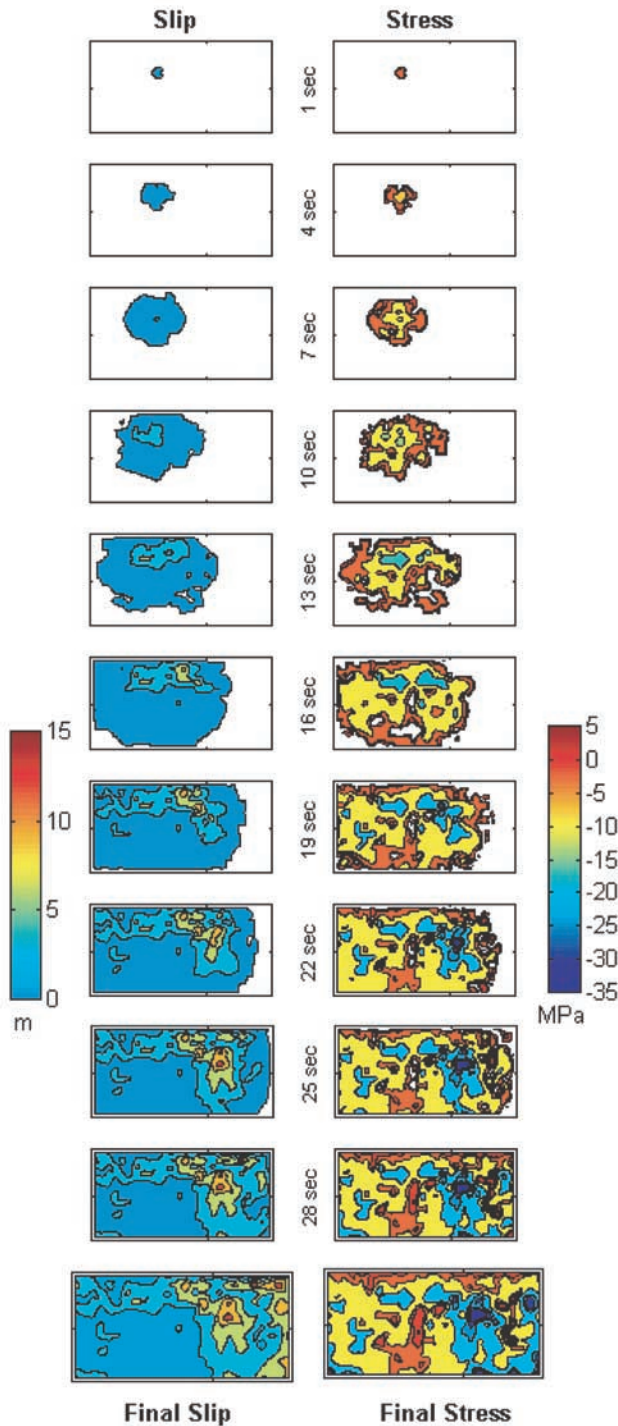 Slip
Stress
1 sec
4 sec
7 sec
10 sec
13 sec
16 sec
19 sec
22 sec
25 sec
28 sec
15
10
5
0
m
5
0
-5
-10
-15
-20
-25
-30
-35
MPa
Final Slip
Final Stress